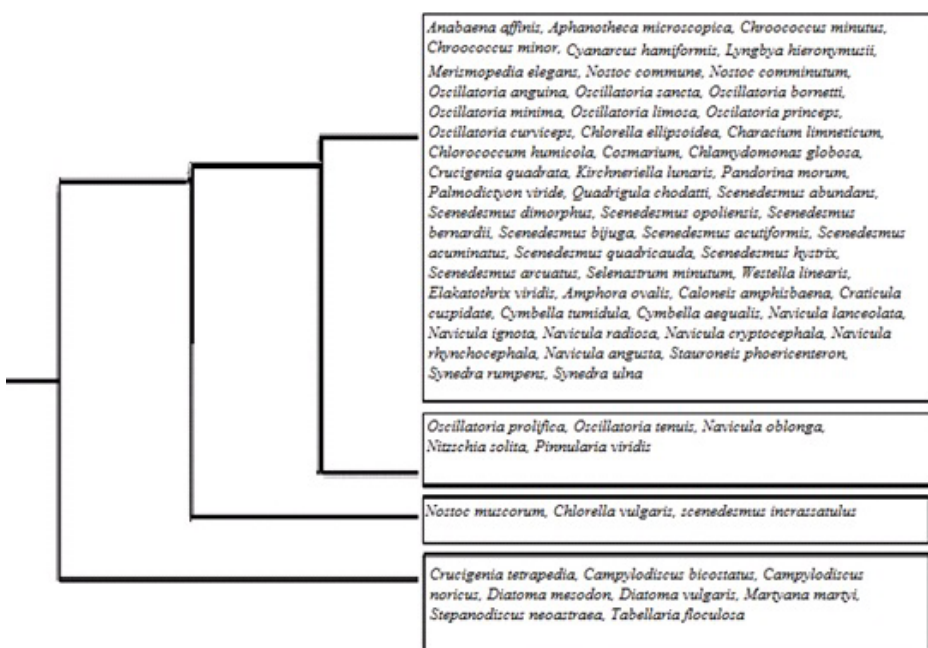 Anabaena affinis, Aphanotheca microscopica, Chroococcus minutus,
Chroococcus minor, Cyanarcus hamiformis, Lyngbya hieronymusii,
Merismopedia elegans, Nostoc commune, Nostoc comminutum,
Oscillatoria anguina, Oscillatoria sancta, Oscillatoria bornetti,
Oscillatoria minima, Oscillatoria limosa, Oscilatoria princeps,
Oscillatoria curviceps, Chlorella ellipsoidea, Characium limneticum,
Chlorococcum humicola, Cosmarium, Chlamydomonas globosa,
Crucigenia quadrata, Kirchneriella lunaris, Pandorina morum,
Palmodictyon viride, Quadrigula chodatti, Scenedesmus abundans,
Scenedesmus dimorphus, Scenedesmus opoliensis, Scenedesmus
bernardii, Scenedesmus bijuga, Scenedesmus acutiformis, Scenedesmus
acuminatus, Scenedesmus quadricauda, Scenedesmus hystrix,
Scenedesmus arcuatus, Selenastrum minutum, Westella linearis,
Elakatothrix viridis, Amphora ovalis, Caloneis amphisbaena, Craticula
cuspidate, Cymbella tumidula, Cymbella aequalis, Navicula lanceolata,
Navicula ignota, Navicula radiosa, Navicula cryptocephala, Navicula
rhynchocephala, Navicula angusta, Stauroneis phoericenteron,
Synedra rumpens, Synedra ulna
Oscillatoria prolifica, Oscillatoria tenuis, Navicula oblonga,
Nitzschia solita, Pinnularia viridis
Nostoc muscorum, Chlorella vulgaris, scenedesmus incrassatulus
Crucigenia tetrapedia, Campylodiscus bicostatus, Campylodiscus
noricus, Diatoma mesodon, Diatoma vulgaris, Martyana martyi,
Stepanodiscus neoastraea, Tabellaria floculosa